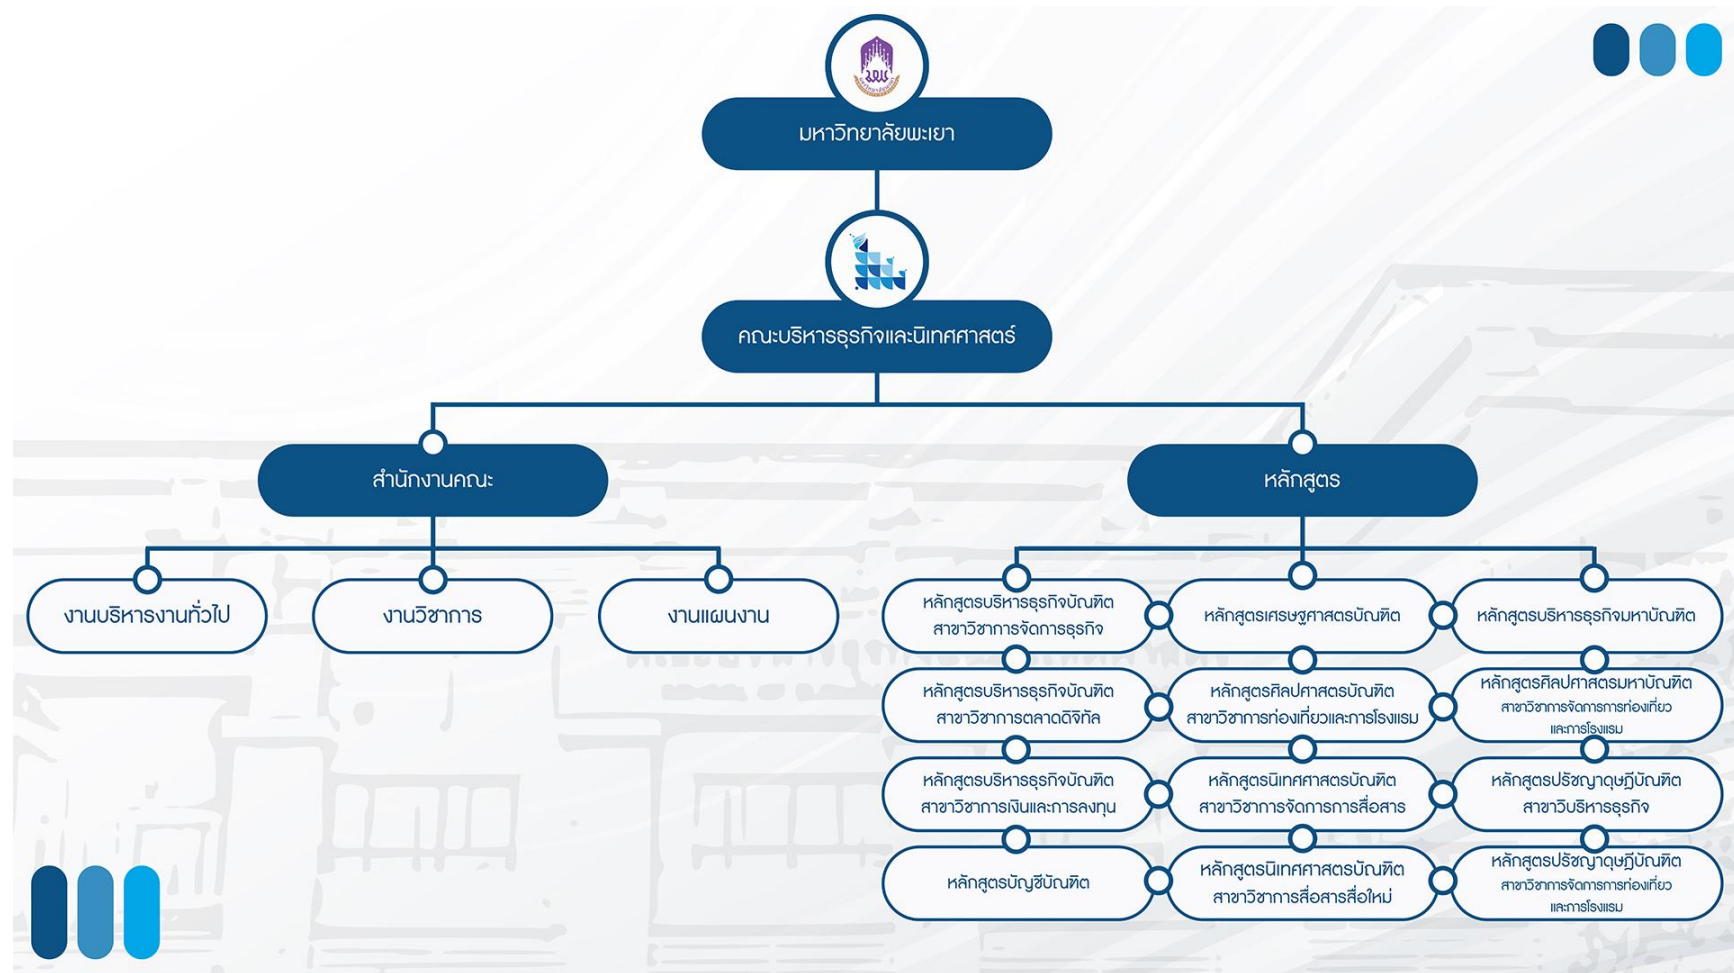 มหาวิทยาลัยพะเยา
คณะบริหารธุรกิจและนิเทศศาสตร์
สำนักงานคณะ
หลักสูตร
งานบริหารงานทั่วไป
งานวิชาการ
งานแผนงาน
หลักสูตรบริหารธุรกิจบัณฑิต
สาขาวิชาการจัดการธุรกิจ
หลักสูตรเศรษฐศาสตรบัณฑิต
หลักสูตรบริหารธุรกิจมหาบัณฑิต
หลักสูตรบริหารธุรกิจบัณฑิต
สาขาวิชาการตลาดดิจิทัล
หลักสูตรศิลปศาสตรบัณฑิต
สาขาวิชาการท่องเที่ยวและการโรงแรม
หลักสูตรศิลปศาสตรมหาบัณฑิต
สาขาวิชาการจัดการการท่องเที่ยว
และการโรงแรม
หลักสูตรบริหารธุรกิจบัณฑิต
สาขาวิชาการเงินและการลงทุน
หลักสูตรนิเทศศาสตรบัณฑิต
สาขาวิชาการจัดการการสื่อสาร
หลักสูตรปรัชญาดุษฎีบัณฑิต
สาขาวิบริหารธุรกิจ
หลักสูตรบัญชีบัณฑิต
หลักสูตรนิเทศศาสตรบัณฑิต
สาขาวิชาการสื่อสารสื่อใหม่
หลักสูตรปรัชญาดุษฎีบัณฑิต
สาขาวิชาการจัดการการท่องเที่ยว
และการโรงแรม